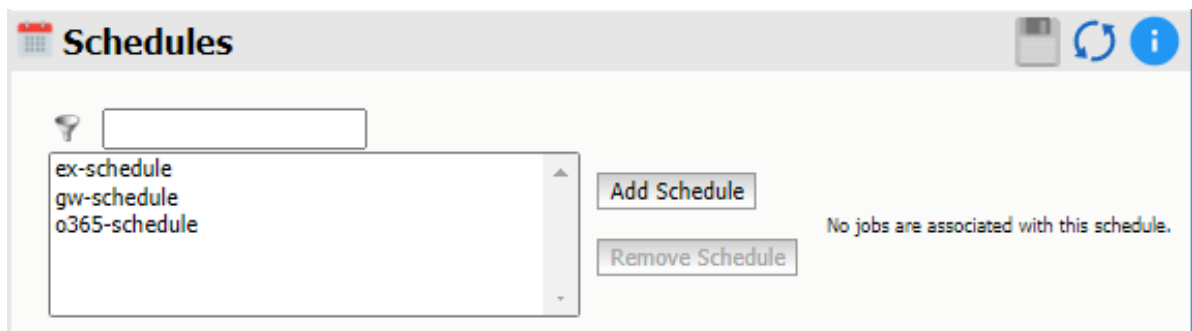 Schedules
ex-schedule
gw-schedule
o365-schedule
Add Schedule
Remove Schedule
No jobs are associated with this schedule.